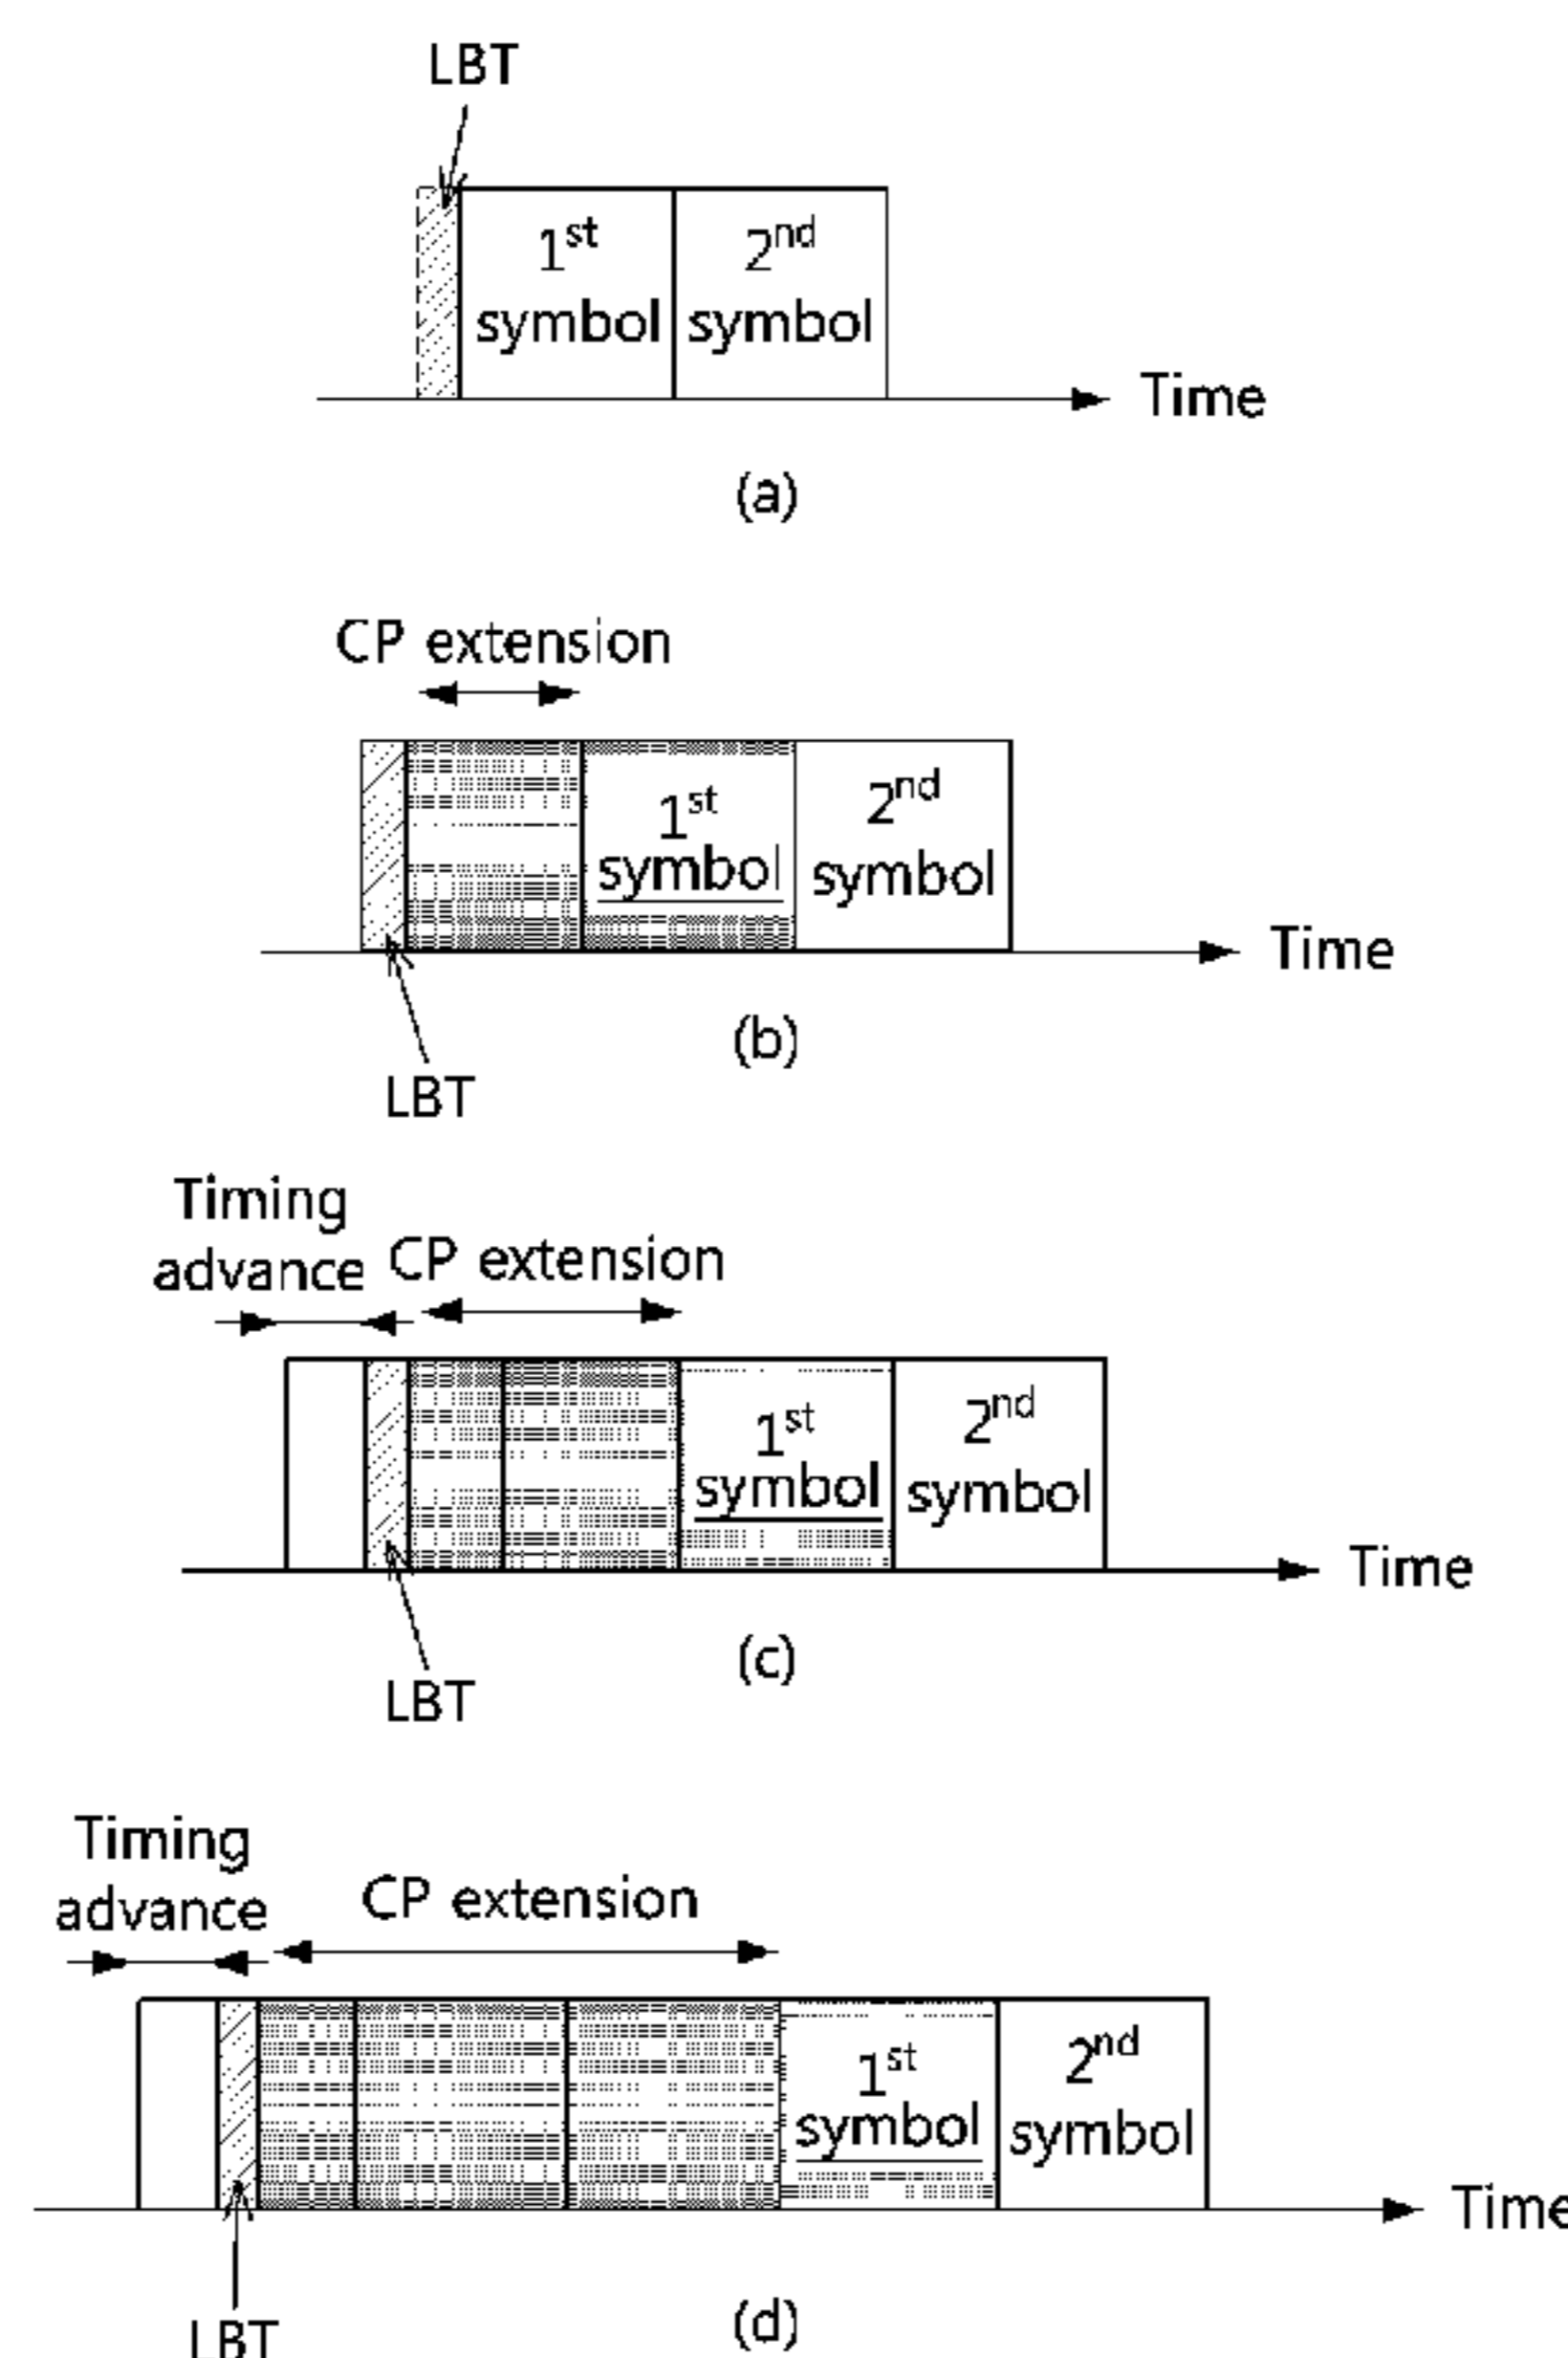 LBT
1st 2nd
symbol symbol
Time
(a)
CP extension
1st 2nd
symbol symbol
Time
(b)
LBT
Timing
advance CP extension
1st 2nd
symbol symbol
Time
(c)
LBT
Timing
advance CP extension
1st 2nd
symbol symbol
Time
(d)
LBT